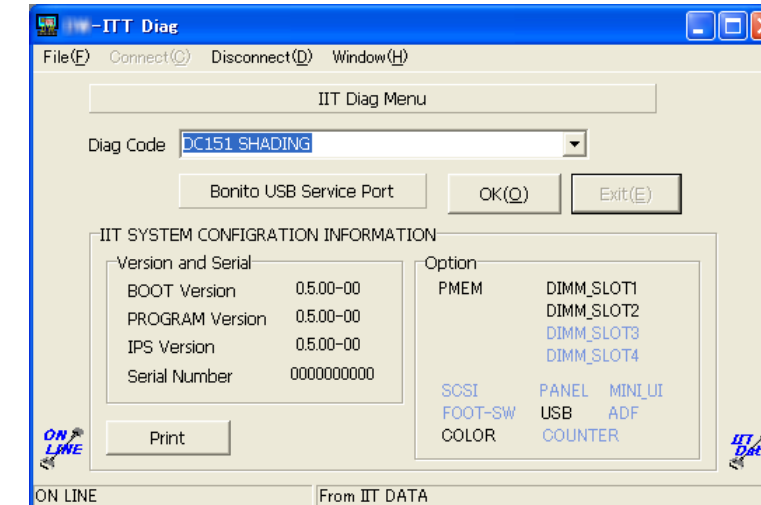 -ITT Diag
File(F) Connect(C) Disconnect(D) Window(H)
IIT Diag Menu
Diag Code DC151 SHADING
Bonito USB Service Port OK(O) Exit(E)
IIT SYSTEM CONFIGRATION INFORMATION
Version and Serial
BOOT Version 0.5.00-00
PROGRAM Version 0.5.00-00
IPS Version 0.5.00-00
Serial Number 0000000000
Print
Option
PMEM DIMM_SLOT1
DIMM_SLOT2
DIMM_SLOT3
DIMM_SLOT4
SCSI PANEL MINI_UI
FOOT-SW USB ADF
COLOR COUNTER
ON
LINE
IIT
ON LINE From IIT DATA